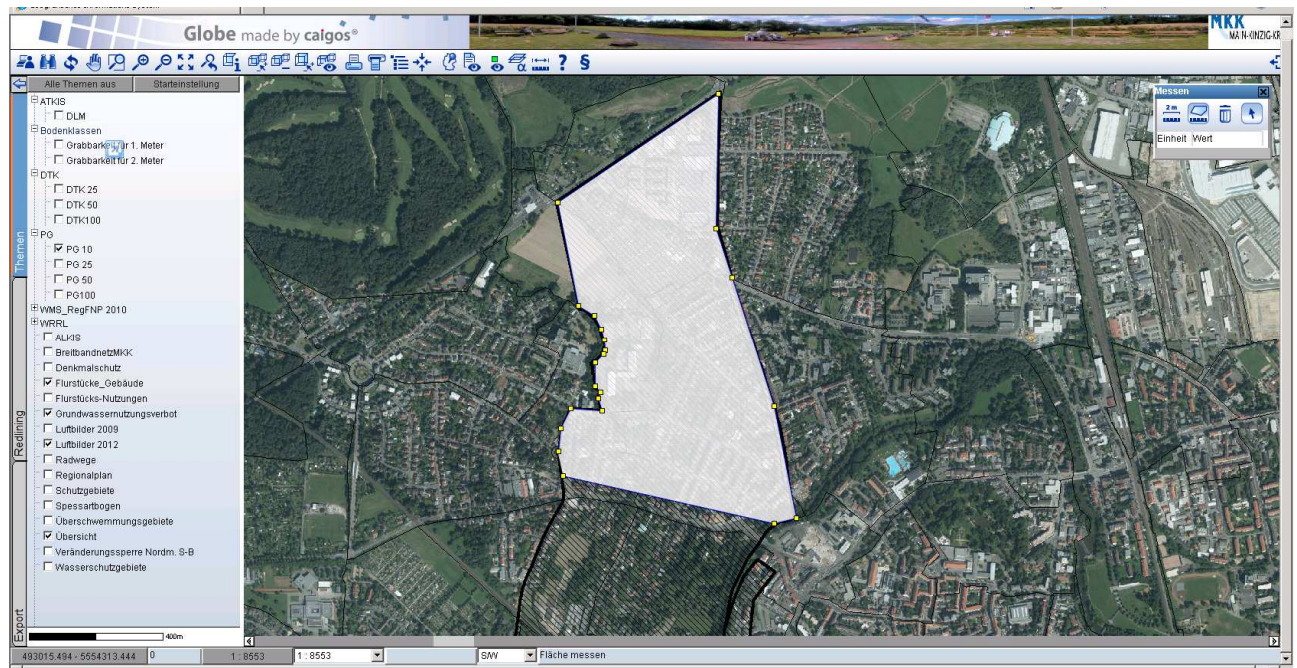 Globe made by caigos®
MKK
MAIN-KINZIG-KR
? §
Alle Themen aus Starteinstellung
ATKIS
DLM
Bodenklassen
Grabbarkeit für 1. Meter
Grabbarkeit für 2. Meter
DTK
DTK 25
DTK 50
DTK100
PG
PG 10
PG 25
PG 50
PG100
WMS_RegFNP 2010
WRRL
ALKIS
BreitbandnetzMKK
Denkmalschutz
Flurstücke_Gebäude
Flurstücks-Nutzungen
Grundwassernutzungsverbot
Luftbilder 2009
Luftbilder 2012
Radwege
Regionalplan
Schutzgebiete
Spessartbogen
Überschwemmungsgebiete
Übersicht
Veränderungssperre Nordm. S-B
Wasserschutzgebiete
Themen
Redlining
Export
Messen
2 m
Einheit Wert
400m
493015.494 - 5554313.444 0 1 : 8553 1 : 8553 S/W Fläche messen